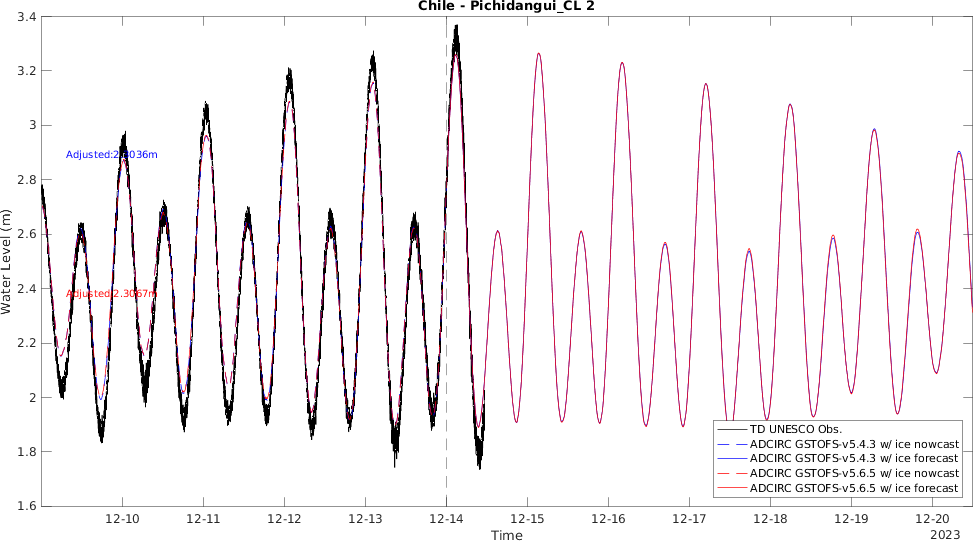 Chile - Pichidangui_CL 2
3.4
3.2
3
2.8
2.6
2.4
2.2
2
1.8
1.6
Water Level (m)
Adjusted:2.3036m
Adjusted:2.3067m
TD UNESCO Obs.
ADCIRC GSTOFS-v5.4.3 w/ ice nowcast
ADCIRC GSTOFS-v5.4.3 w/ ice forecast
ADCIRC GSTOFS-v5.6.5 w/ ice nowcast
ADCIRC GSTOFS-v5.6.5 w/ ice forecast
12-10 12-11 12-12 12-13 12-14 12-15 12-16 12-17 12-18 12-19 12-20
Time
2023